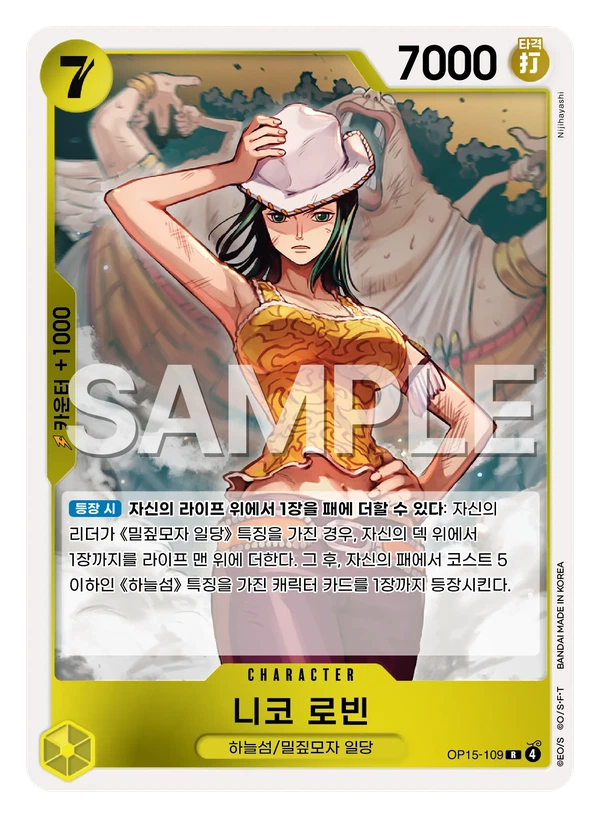 7
7000
타격
打
Nijihayashi
카운터 +1000
SAMPLE
등장 시 자신의 라이프 위에서 1장을 패에 더할 수 있다: 자신의
리더가 《밀짚모자 일당》 특징을 가진 경우, 자신의 덱 위에서
1장까지를 라이프 맨 위에 더한다. 그 후, 자신의 패에서 코스트 5
이하인 《하늘섬》 특징을 가진 캐릭터 카드를 1장까지 등장시킨다.
CHARACTER
니코 로빈
하늘섬/밀짚모자 일당
OP15-109 R 4
©EO/S ©O/S·F·T BANDAI MADE IN KOREA